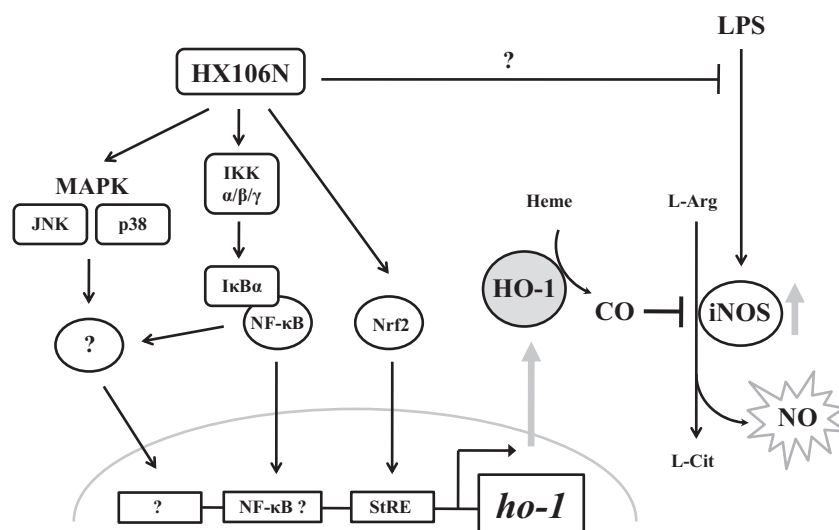 LPS
?
HX106N
IKK
α/β/γ
MAPK
JNK
p38
Heme
L-Arg
IκBα
HO-1
CO
iNOS
NF-κB
Nrf2
?
NO
L-Cit
?
NF-κB ?
StRE
ho-1